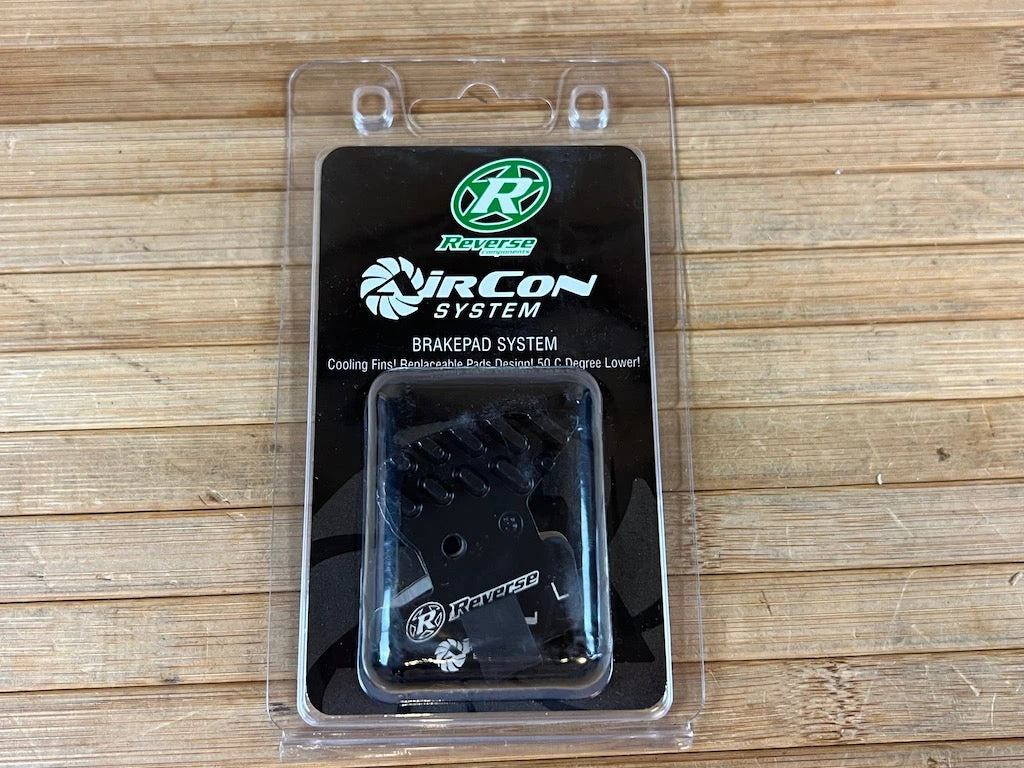 R
Reverse
components
AirCon
SYSTEM
BRAKEPAD SYSTEM
Cooling Fins! Replaceable Pads Design! 50 C Degree Lower!
R Reverse